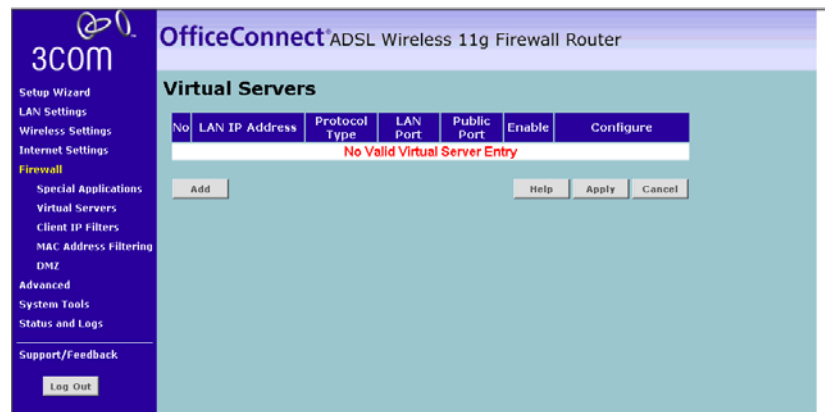 3COM
OfficeConnect® ADSL Wireless 11g Firewall Router
Setup Wizard
LAN Settings
Wireless Settings
Internet Settings
Firewall
Special Applications
Virtual Servers
Client IP Filters
MAC Address Filtering
DMZ
Advanced
System Tools
Status and Logs
Support/Feedback
Log Out
Virtual Servers
No LAN IP Address Protocol Type LAN Port Public Port Enable Configure
No Valid Virtual Server Entry
Add Help Apply Cancel